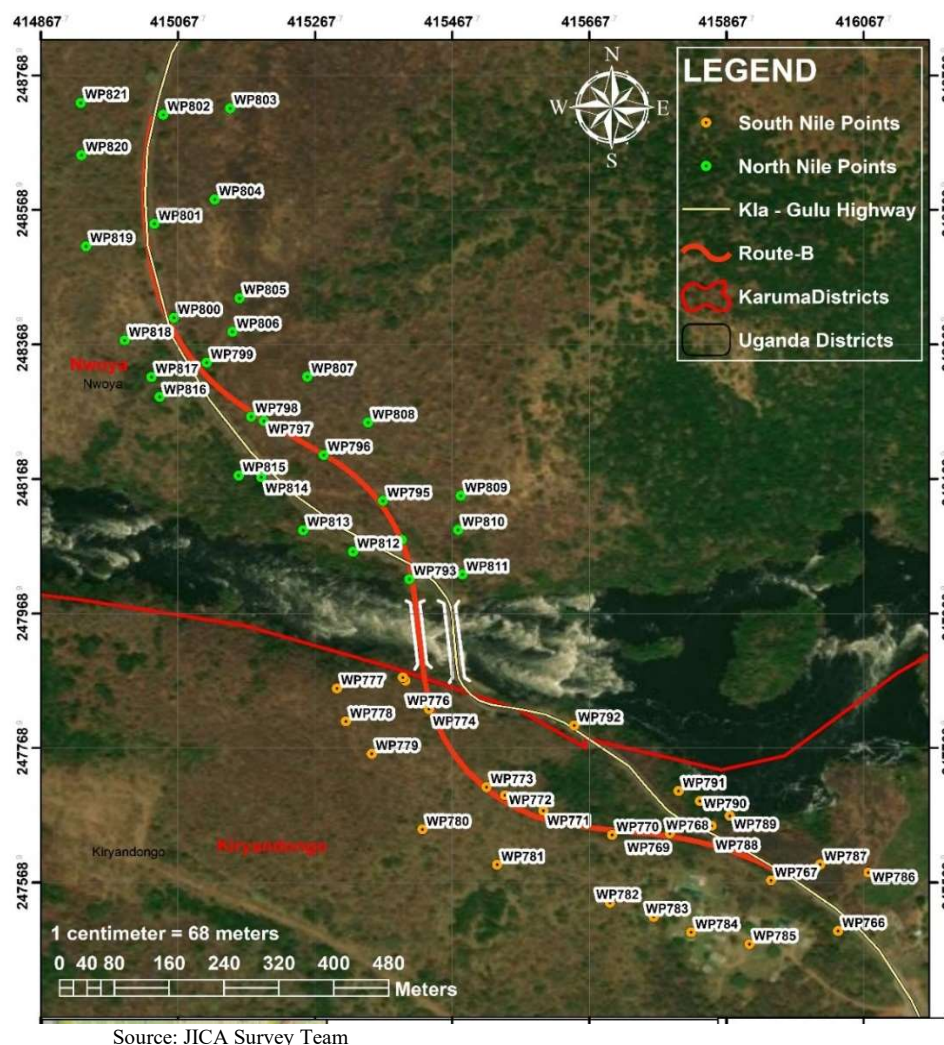 414867 415067 415267 415467 415667 415867 416067
248768
248568
248368
248168
247968
247768
247568
N
W E
S
LEGEND
South Nile Points
North Nile Points
Kla - Gulu Highway
Route-B
KarumaDistricts
Uganda Districts
WP821
WP802
WP803
WP820
WP804
WP801
WP819
WP805
WP800
WP806
WP818
WP799
Nwoya
WP817
WP807
Nwoya
WP816
WP798
WP797
WP808
WP796
WP815
WP814
WP795
WP809
WP813
WP810
WP812
WP793
WP811
WP777
WP776
WP778
WP774
WP792
WP779
WP773
WP791
WP772
WP790
WP780
WP771
WP770
WP768
WP789
WP769
WP788
Kiryandongo
Kiryandongo
WP781
WP767
WP787
WP786
WP782
WP783
WP784
WP766
WP785
1 centimeter = 68 meters
0 40 80 160 240 320 400 480
Meters
Source: JICA Survey Team